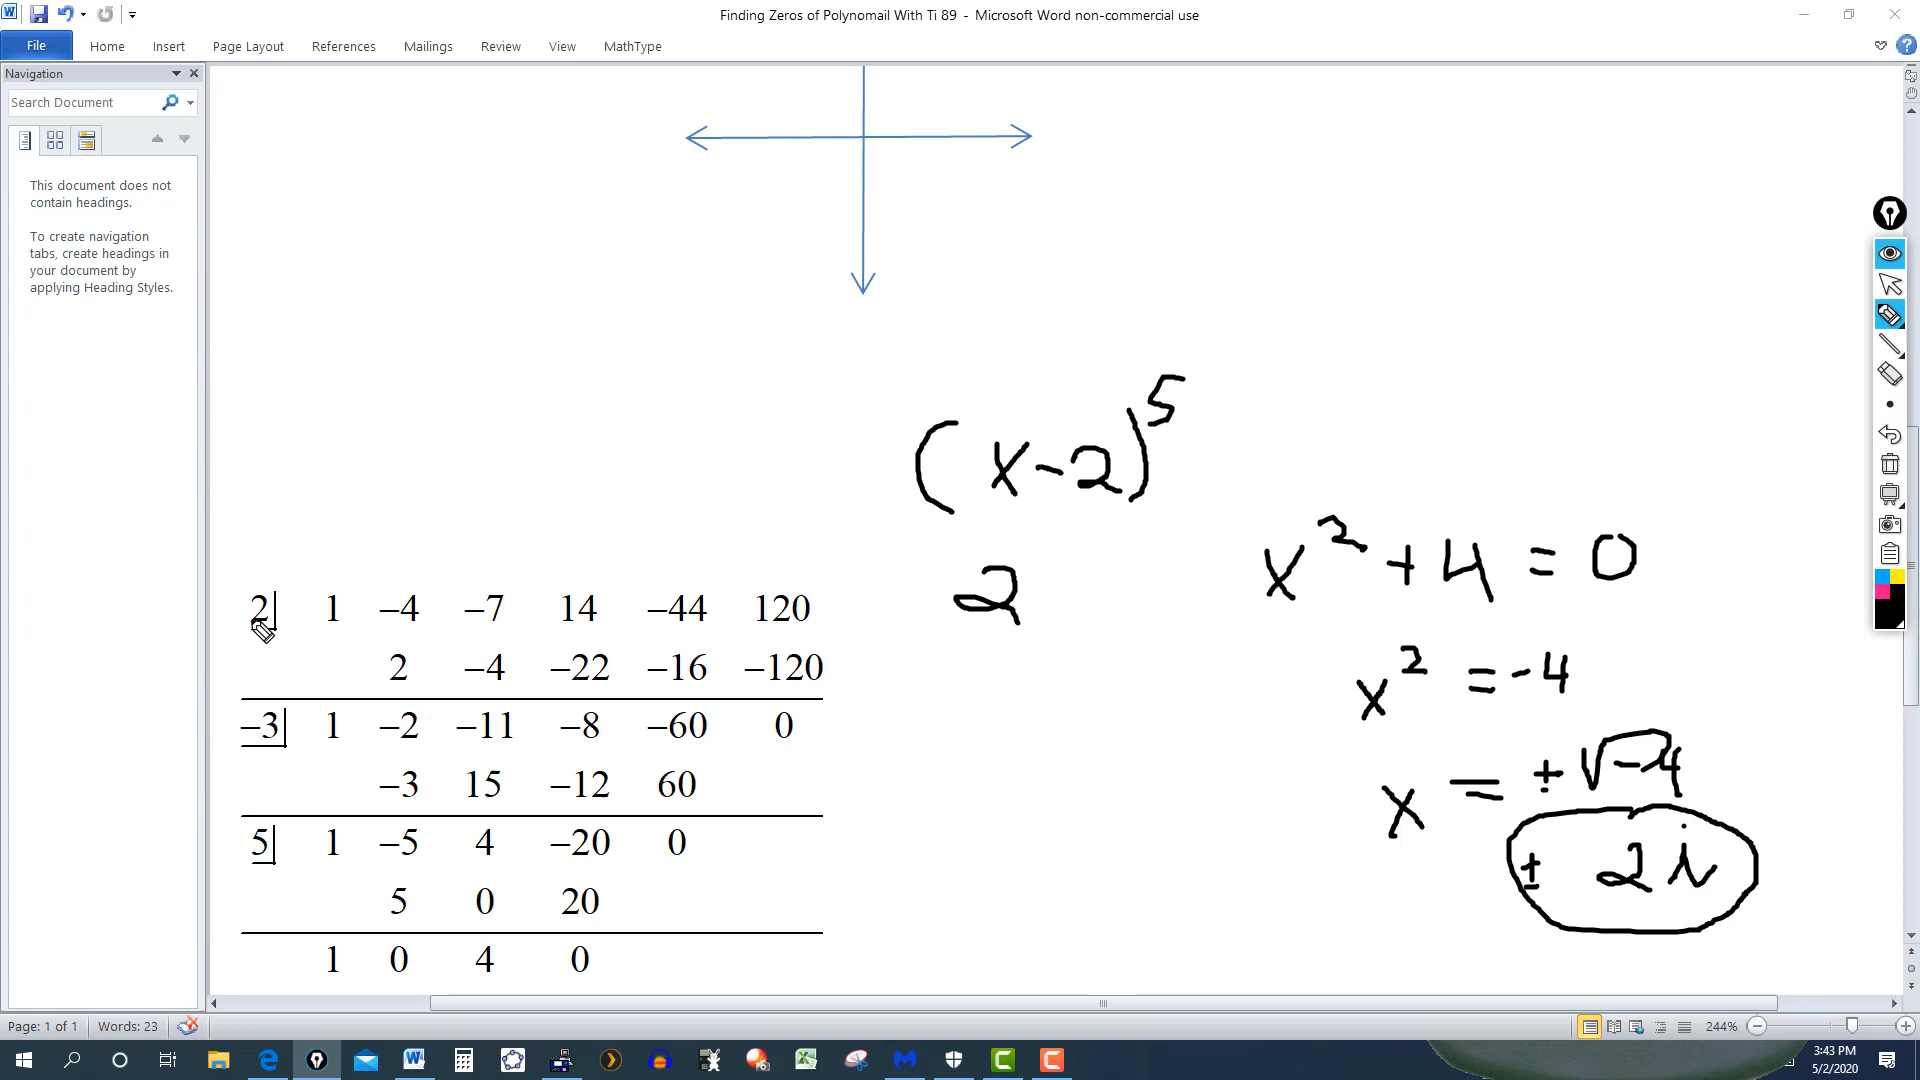 Finding Zeros of Polynomail With Ti 89 - Microsoft Word non-commercial use
File Home Insert Page Layout References Mailings Review View MathType
Navigation
Search Document
This document does not
contain headings.
To create navigation
tabs, create headings in
your document by
applying Heading Styles.
(x-2)^5
2
x^2 + 4 = 0
x^2 = -4
x = ± √-4
± 2i
2| 1 −4 −7 14 −44 120
2 −4 −22 −16 −120
−3| 1 −2 −11 −8 −60 0
−3 15 −12 60
5| 1 −5 4 −20 0
5 0 20
1 0 4 0
Page: 1 of 1 Words: 23 244%
3:43 PM
5/2/2020